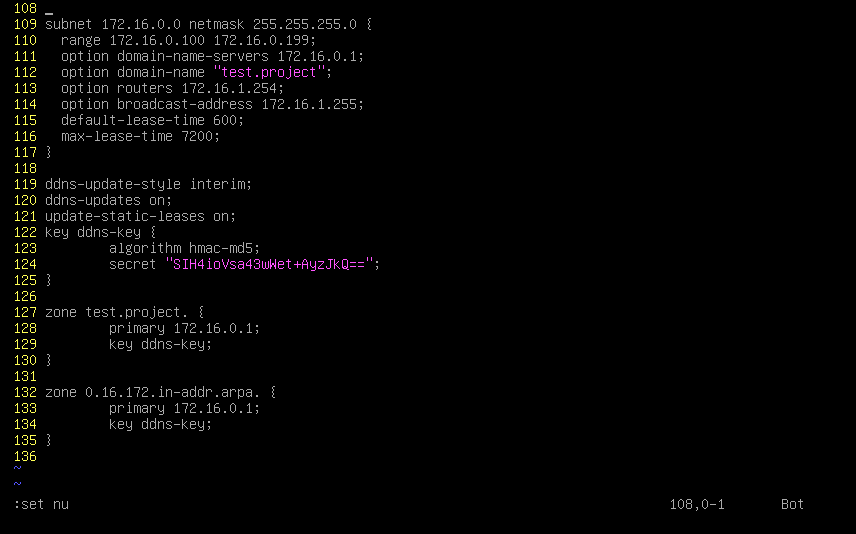 108
109 subnet 172.16.0.0 netmask 255.255.255.0 {
110   range 172.16.0.100 172.16.0.199;
111   option domain-name-servers 172.16.0.1;
112   option domain-name "test.project";
113   option routers 172.16.1.254;
114   option broadcast-address 172.16.1.255;
115   default-lease-time 600;
116   max-lease-time 7200;
117 }
118
119 ddns-update-style interim;
120 ddns-updates on;
121 update-static-leases on;
122 key ddns-key {
123         algorithm hmac-md5;
124         secret "SIH4ioVsa43wWet+AyzJkQ==";
125 }
126
127 zone test.project. {
128         primary 172.16.0.1;
129         key ddns-key;
130 }
131
132 zone 0.16.172.in-addr.arpa. {
133         primary 172.16.0.1;
134         key ddns-key;
135 }
136
~
~
:set nu 108,0-1 Bot